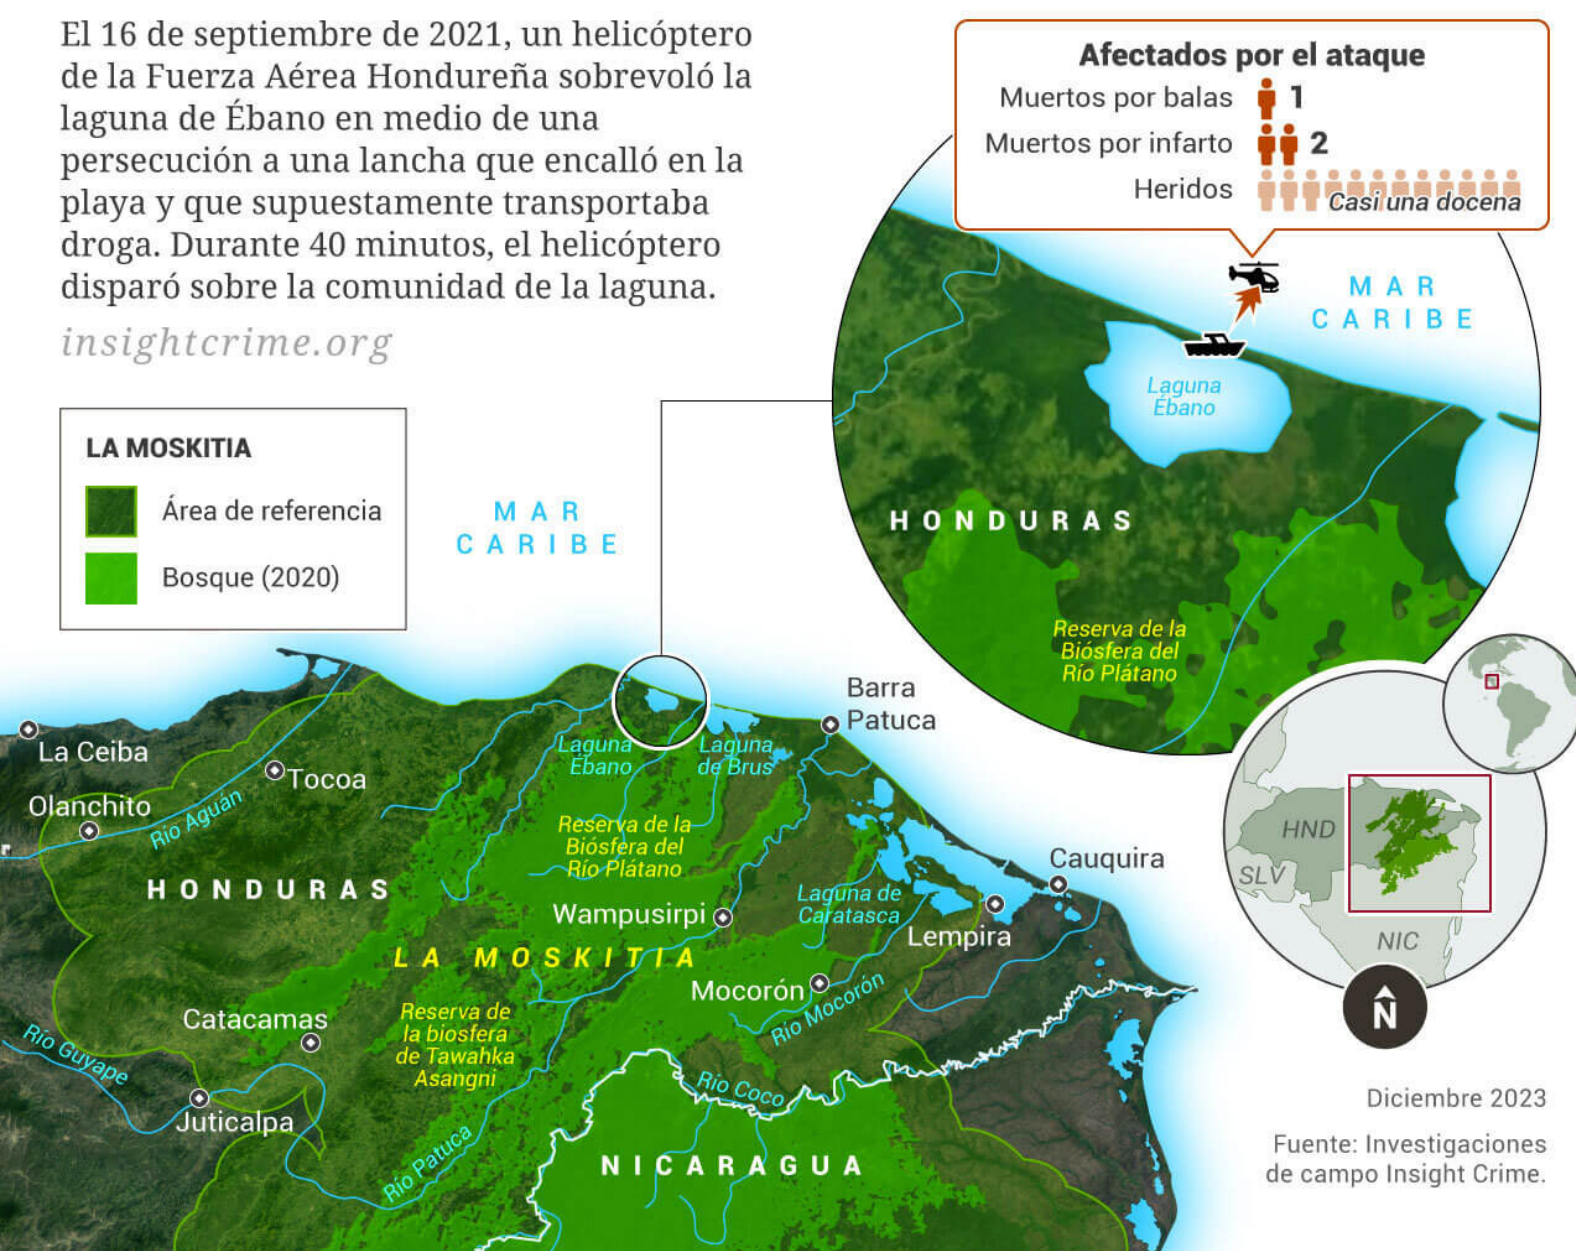 El 16 de septiembre de 2021, un helicóptero
de la Fuerza Aérea Hondureña sobrevoló la
laguna de Ébano en medio de una
persecución a una lancha que encalló en la
playa y que supuestamente transportaba
droga. Durante 40 minutos, el helicóptero
disparó sobre la comunidad de la laguna.
insightcrime.org
Afectados por el ataque
Muertos por balas 1
Muertos por infarto 2
Heridos Casi una docena
MAR
CARIBE
Laguna
Ébano
HONDURAS
Reserva de la
Biósfera del
Río Plátano
LA MOSKITIA
Área de referencia
Bosque (2020)
MAR
CARIBE
Barra
Patuca
La Ceiba
Tocoa
Olanchito
Río Aguán
Laguna
Ébano
Laguna
de Brus
Reserva de la
Biósfera del
Río Plátano
HONDURAS
Wampusirpi
Laguna de
Caratasca
Cauquira
Lempira
LA MOSKITIA
Mocorón
Río Mocorón
Catacamas
Reserva de
la biosfera
de Tawahka
Asangni
Río Guyape
Juticalpa
Río Coco
Río Patuca
NICARAGUA
HND
SLV
NIC
N
Diciembre 2023
Fuente: Investigaciones
de campo Insight Crime.